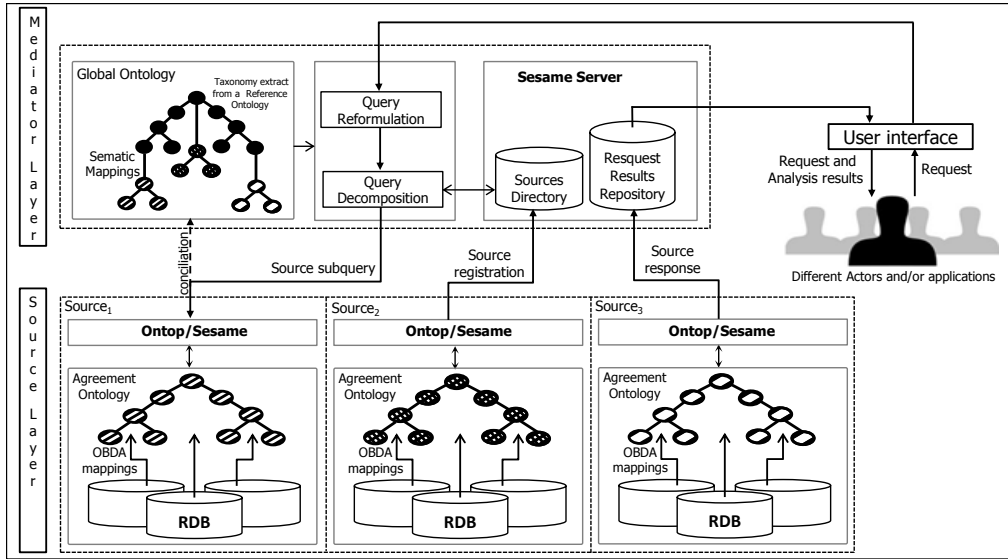 Mediator Layer
Global Ontology
Taxonomy extract
from a Reference
Ontology
Sematic
Mappings
Query
Reformulation
Query
Decomposition
Sesame Server
Sources
Directory
Resquest
Results
Repository
User interface
Request and
Analysis results
Request
Different Actors and/or applications
conciliation
Source subquery
Source
registration
Source
response
Source Layer
Source1
Ontop/Sesame
Agreement
Ontology
OBDA
mappings
RDB
Source2
Ontop/Sesame
Agreement
Ontology
OBDA
mappings
RDB
Source3
Ontop/Sesame
Agreement
Ontology
OBDA
mappings
RDB